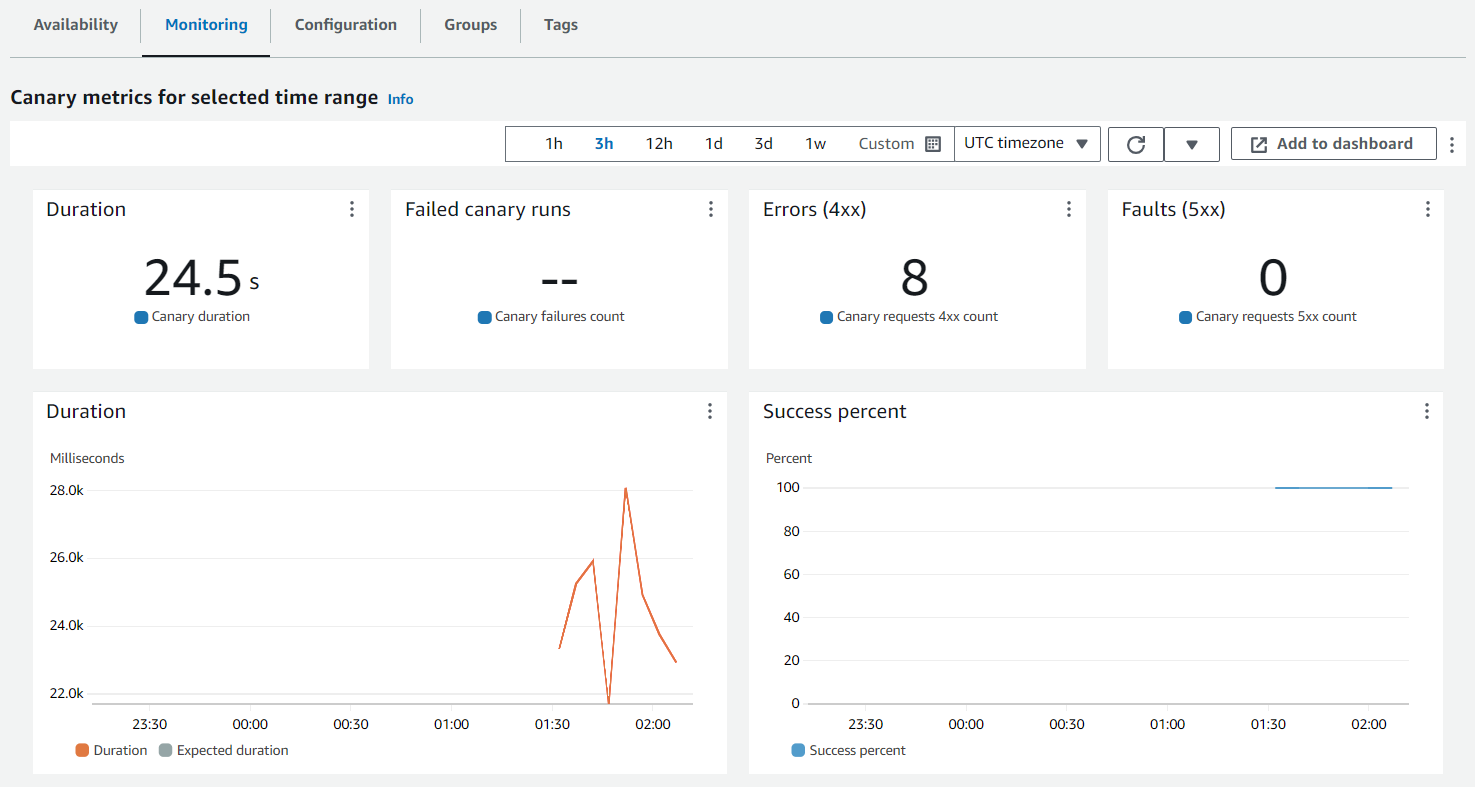 Availability Monitoring Configuration Groups Tags
Canary metrics for selected time range Info
1h 3h 12h 1d 3d 1w Custom UTC timezone Add to dashboard
Duration
24.5 s
Canary duration
Failed canary runs
--
Canary failures count
Errors (4xx)
8
Canary requests 4xx count
Faults (5xx)
0
Canary requests 5xx count
Duration
Milliseconds
28.0k
26.0k
24.0k
22.0k
23:30 00:00 00:30 01:00 01:30 02:00
Duration Expected duration
Success percent
Percent
100
80
60
40
20
0
23:30 00:00 00:30 01:00 01:30 02:00
Success percent